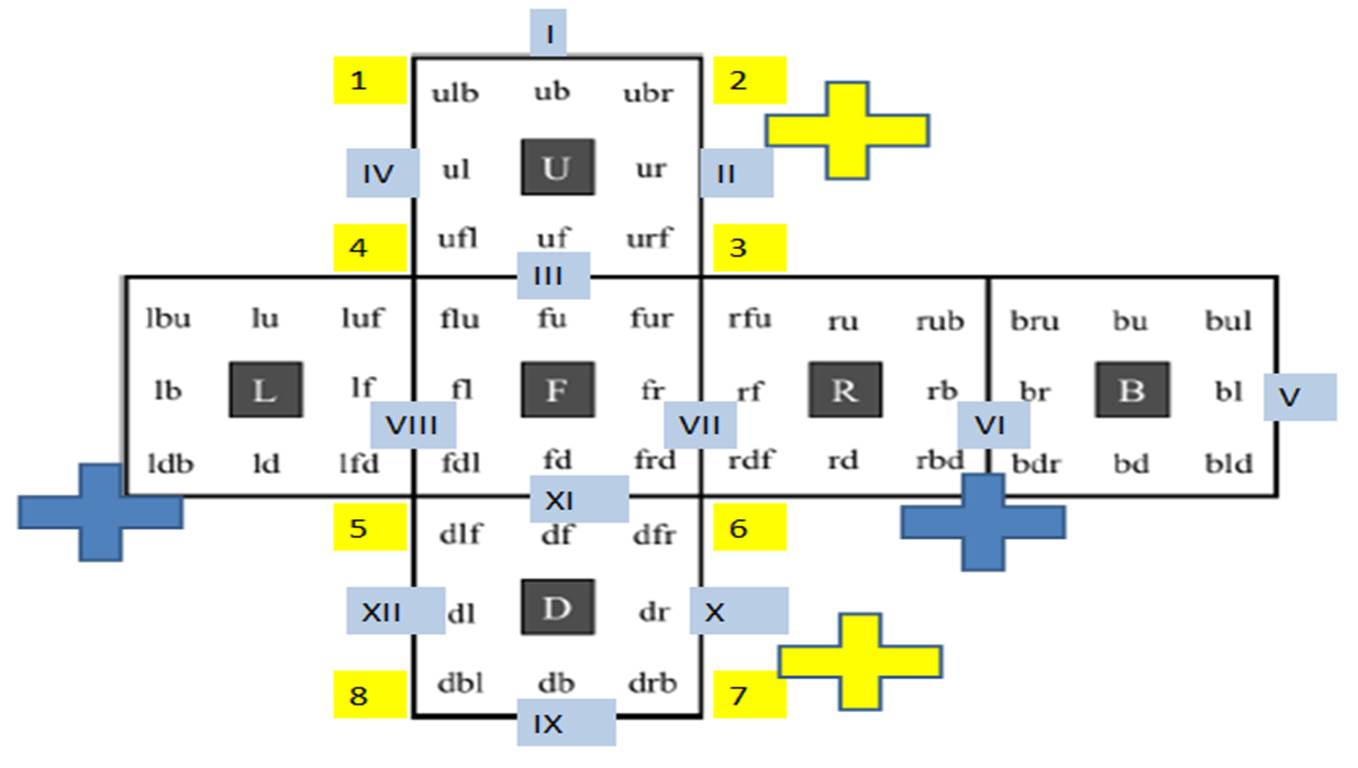 I
1 ulb ub ubr 2
IV ul U ur II
4 ufl uf urf 3
III
lbu lu luf flu fu fur rfu ru rub bru bu bul
lb L lf fl F fr rf R rb br B bl V
VIII VII VI
ldb ld lfd fdl fd frd rdf rd rbd bdr bd bld
XI
5 dlf df dfr 6
XII dl D dr X
8 dbl db drb 7
IX